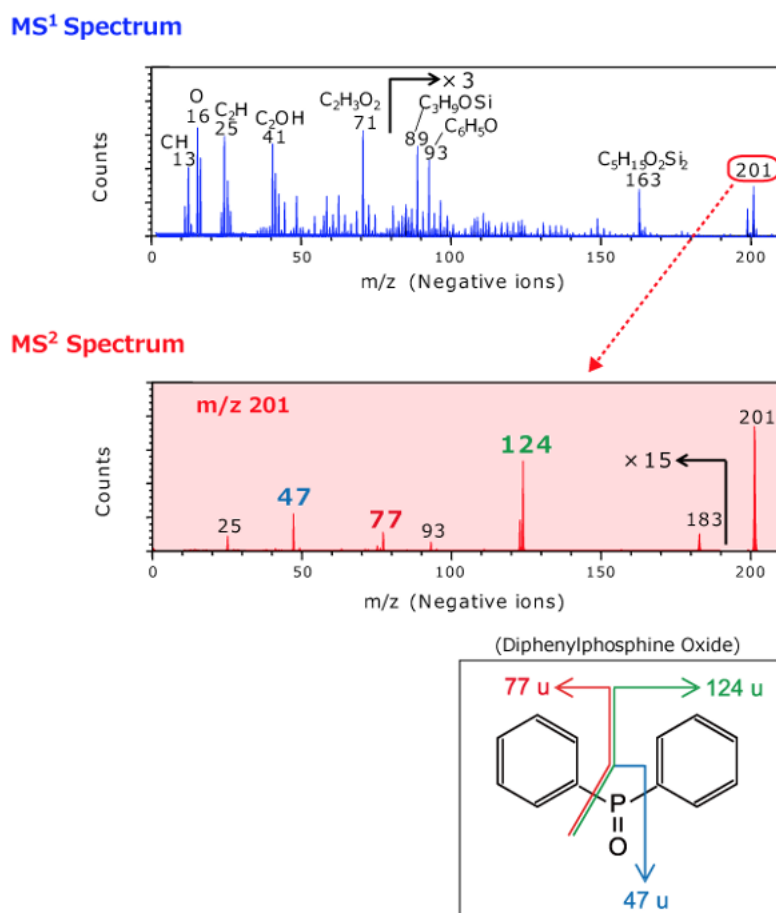 MS¹ Spectrum
Counts
O
16
C₂H
25
CH
13
C₂OH
41
C₂H₃O₂
71
× 3
C₃H₉OSi
89
C₆H₅O
93
C₅H₁₅O₂Si₂
163
201
0 50 100 150 200
m/z (Negative ions)
MS² Spectrum
Counts
m/z 201
25
47
77
93
124
× 15
183
201
0 50 100 150 200
m/z (Negative ions)
(Diphenylphosphine Oxide)
77 u
124 u
P
O
47 u